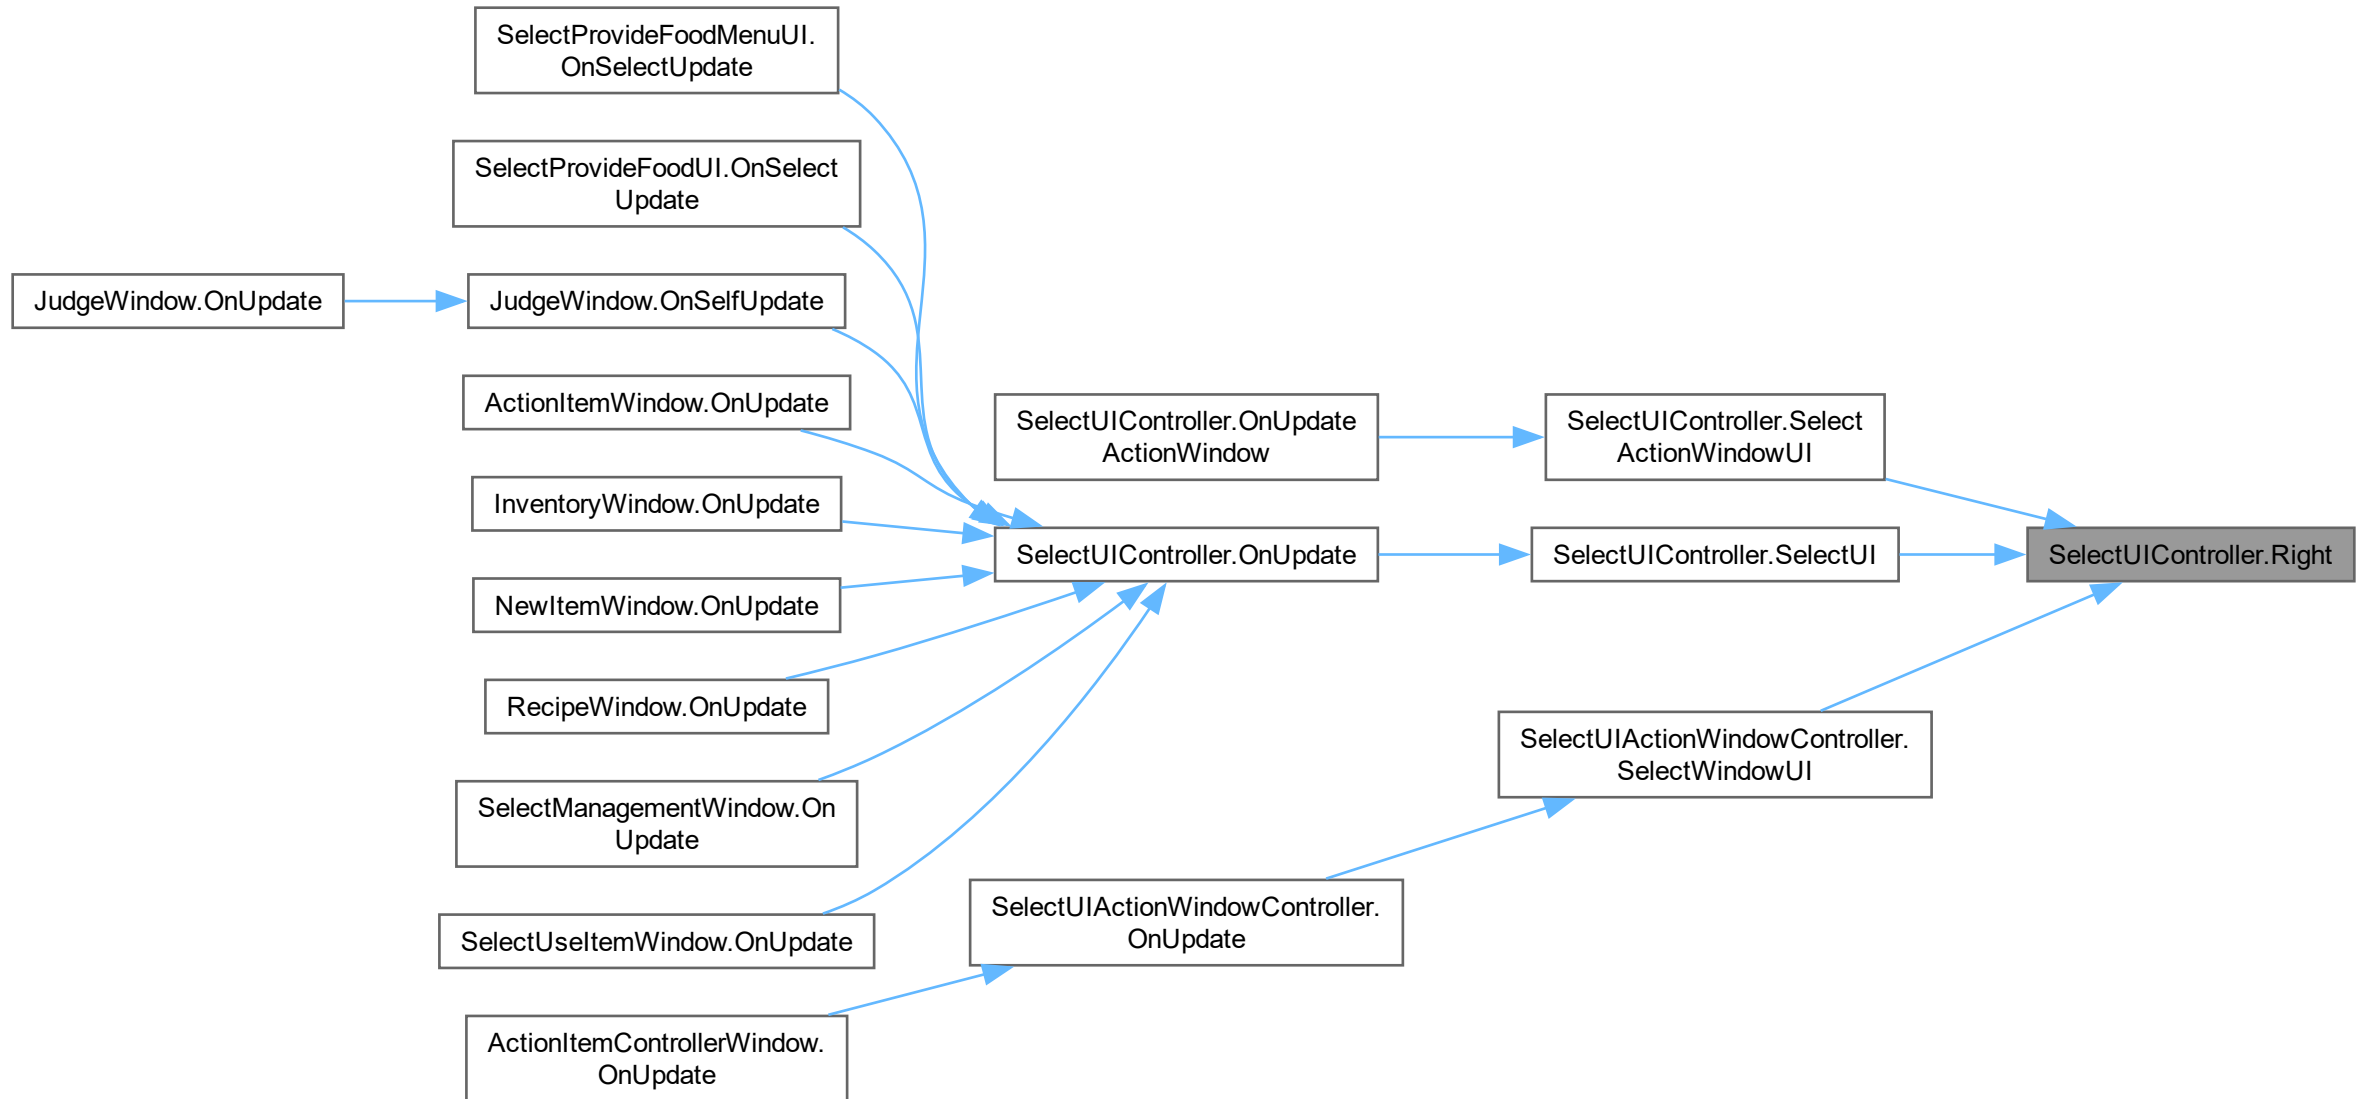 SelectProvideFoodMenuUI.
OnSelectUpdate
SelectProvideFoodUI.OnSelect
Update
JudgeWindow.OnUpdate
JudgeWindow.OnSelfUpdate
ActionItemWindow.OnUpdate
InventoryWindow.OnUpdate
NewItemWindow.OnUpdate
RecipeWindow.OnUpdate
SelectManagementWindow.On
Update
SelectUseItemWindow.OnUpdate
ActionItemControllerWindow.
OnUpdate
SelectUIController.OnUpdate
ActionWindow
SelectUIController.OnUpdate
SelectUIActionWindowController.
OnUpdate
SelectUIController.Select
ActionWindowUI
SelectUIController.SelectUI
SelectUIActionWindowController.
SelectWindowUI
SelectUIController.Right